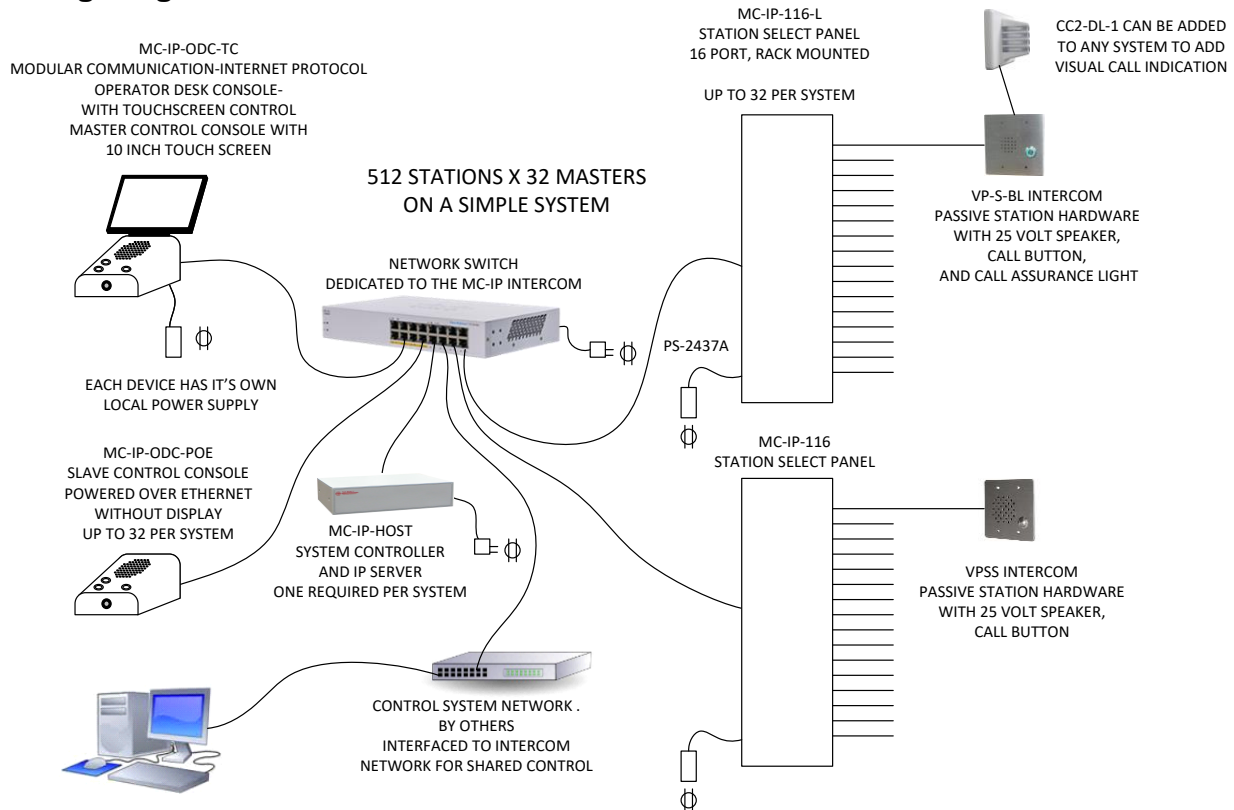 MC-IP-ODC-TC
MODULAR COMMUNICATION-INTERNET PROTOCOL
OPERATOR DESK CONSOLE-
WITH TOUCHSCREEN CONTROL
MASTER CONTROL CONSOLE WITH
10 INCH TOUCH SCREEN
EACH DEVICE HAS IT'S OWN
LOCAL POWER SUPPLY
MC-IP-ODC-POE
SLAVE CONTROL CONSOLE
POWERED OVER ETHERNET
WITHOUT DISPLAY
UP TO 32 PER SYSTEM
512 STATIONS X 32 MASTERS
ON A SIMPLE SYSTEM
NETWORK SWITCH
DEDICATED TO THE MC-IP INTERCOM
MC-IP-HOST
SYSTEM CONTROLLER
AND IP SERVER
ONE REQUIRED PER SYSTEM
CONTROL SYSTEM NETWORK .
BY OTHERS
INTERFACED TO INTERCOM
NETWORK FOR SHARED CONTROL
MC-IP-116-L
STATION SELECT PANEL
16 PORT, RACK MOUNTED
UP TO 32 PER SYSTEM
PS-2437A
MC-IP-116
STATION SELECT PANEL
CC2-DL-1 CAN BE ADDED
TO ANY SYSTEM TO ADD
VISUAL CALL INDICATION
VP-S-BL INTERCOM
PASSIVE STATION HARDWARE
WITH 25 VOLT SPEAKER,
CALL BUTTON,
AND CALL ASSURANCE LIGHT
VPSS INTERCOM
PASSIVE STATION HARDWARE
WITH 25 VOLT SPEAKER,
CALL BUTTON